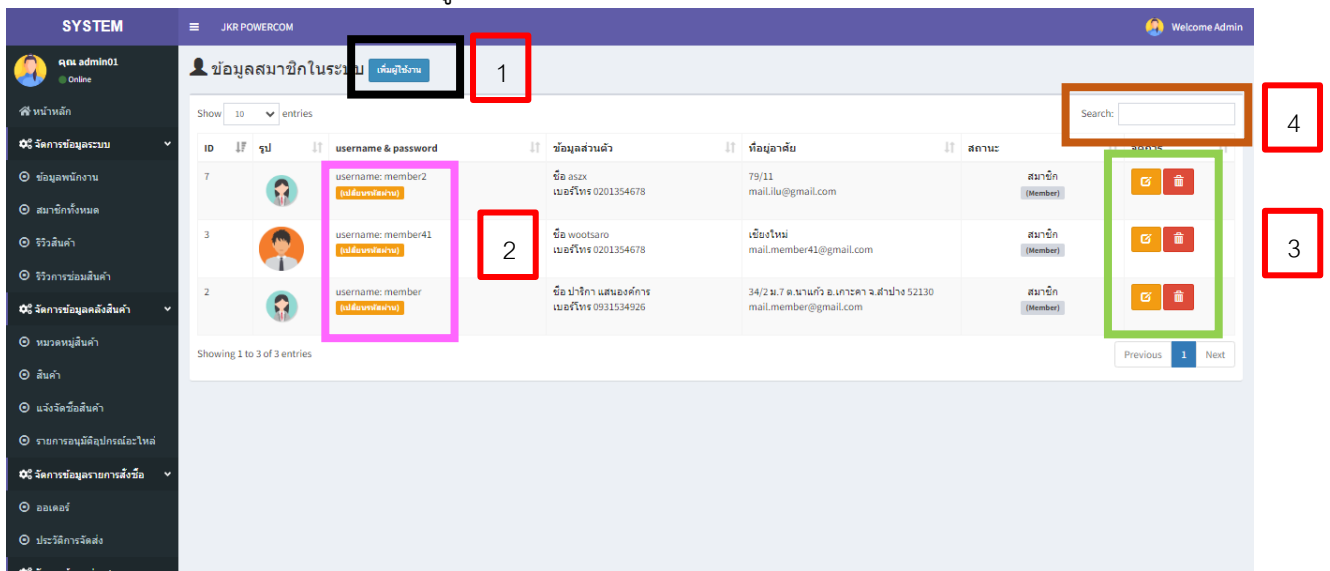 SYSTEM
JKR POWERCOM
Welcome Admin
คุณ admin01
Online
หน้าหลัก
จัดการข้อมูลระบบ
ข้อมูลพนักงาน
สมาชิกทั้งหมด
รีวิวสินค้า
รีวิวการซ่อมสินค้า
จัดการข้อมูลคลังสินค้า
หมวดหมู่สินค้า
สินค้า
แจ้งจัดซื้อสินค้า
รายการอนุมัติอุปกรณ์อะไหล่
จัดการข้อมูลรายการสั่งซื้อ
ออเดอร์
ประวัติการจัดส่ง
ข้อมูลสมาชิกในระบบ เพิ่มผู้ใช้งาน
1
Show 10 entries
Search:
4
ID รูป username & password ข้อมูลส่วนตัว ที่อยู่อาศัย สถานะ จัดการ
7 username: member2 ชื่อ aszx 79/11 สมาชิก
(เปลี่ยนรหัสผ่าน) เบอร์โทร 0201354678 mail.ilu@gmail.com (Member)
3 username: member41 ชื่อ wootsaro เชียงใหม่ สมาชิก
(เปลี่ยนรหัสผ่าน) เบอร์โทร 0201354678 mail.member41@gmail.com (Member)
2
3
2 username: member ชื่อ ปาริกา แสนองค์การ 34/2 ม.7 ต.นาแก้ว อ.เกาะคา จ.ลำปาง 52130 สมาชิก
(เปลี่ยนรหัสผ่าน) เบอร์โทร 0931534926 mail.member@gmail.com (Member)
Showing 1 to 3 of 3 entries
Previous 1 Next